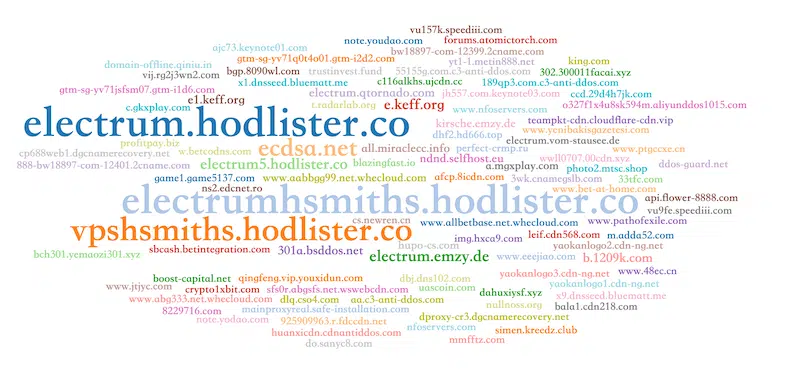 vu157k.speediii.com
note.youdao.com forums.atomictorch.com
ajc73.keynote01.com bw18897-com-12399.2cname.com
gtm-sg-yv71q0t4o01.gtm-i2d2.com yt1-1.metin888.net king.com
domain-offline.qiniu.in
vij.rg2j3wn2.com bgp.8090wl.com trustinvest.fund 55155g.com.c3-anti-ddos.com 302.300011facai.xyz
x1.dnsseed.bluematt.me c116alkhs.ujcdn.cc 189qp3.com.c3-anti-ddos.com
gtm-sg-yv71jsfsm07.gtm-i1d6.com electrum.qtornado.com jh557.com.keynote03.com ccd.29d4h7jk.com
e1.keff.org
c.gkxplay.com t.radarlab.org e.keff.org www.nfoservers.com o327f1x4u8sk594m.aliyunddos1015.com
electrum.hodlister.co kirsche.emzy.de teampkt-cdn.cloudflare-cdn.vip
dhf2.hd666.top www.yenibakisgazetesi.com
profitpay.biz ecdsa.net all.miraclecc.info perfect-crmp.ru electrum.vom-stausee.de www.ptgccxc.cn
cp688web1.dgcnamerecovery.net w.betcodns.com
888-bw18897-com-12401.2cname.com electrum5.hodlister.co blazingfast.io ndnd.selfhost.eu ww1l0707.00cdn.xyz ddos-guard.net
a.mgxplay.com photo2.mtsc.shop
game1.game5137.com www.aabbgg99.net.whecloud.com afcp.8icdn.com 3wk.cnamegslb.com 33tfc.com
ns2.edcnet.ro www.bet-at-home.com
electrumhsmiths.hodlister.co api.flower-8888.com
vu9fe.speediii.com
vpshsmiths.hodlister.co cs.newren.cn www.allbetbase.net.whecloud.com www.pathofexile.com
img.hxca9.com leif.cdn568.com m.adda52.com
bch301.yemaozi301.xyz sbcash.betintegration.com 301a.bsddos.net hupo-cs.com yaokanlogo2.cdn-ng.net
electrum.emzy.de www.eeejiao.com b.1209k.com
boost-capital.net qingfeng.vip.youxidun.com dbj.dns102.com yaokanlogo3.cdn-ng.net www.48ec.cn
www.jtjyc.com crypto1xbit.com sfs0r.abgsfs.net.wswebcdn.com uascoin.com yaokanlogo1.cdn-ng.net
www.abg333.net.whecloud.com dlq.cso4.com aa.c3-anti-ddos.com dahuxiysf.xyz x9.dnsseed.bluematt.me
8229716.com mainproxyreal.safe-installation.com nallnoss.org bala1.cdn218.com
note.yodao.com 925909963.r.fdccdn.net dproxy-cr3.dgcnamerecovery.net
huanxicdn.cdnantiddos.com nfoservers.com simen.kreedz.club
do.sanyc8.com mmfftz.com